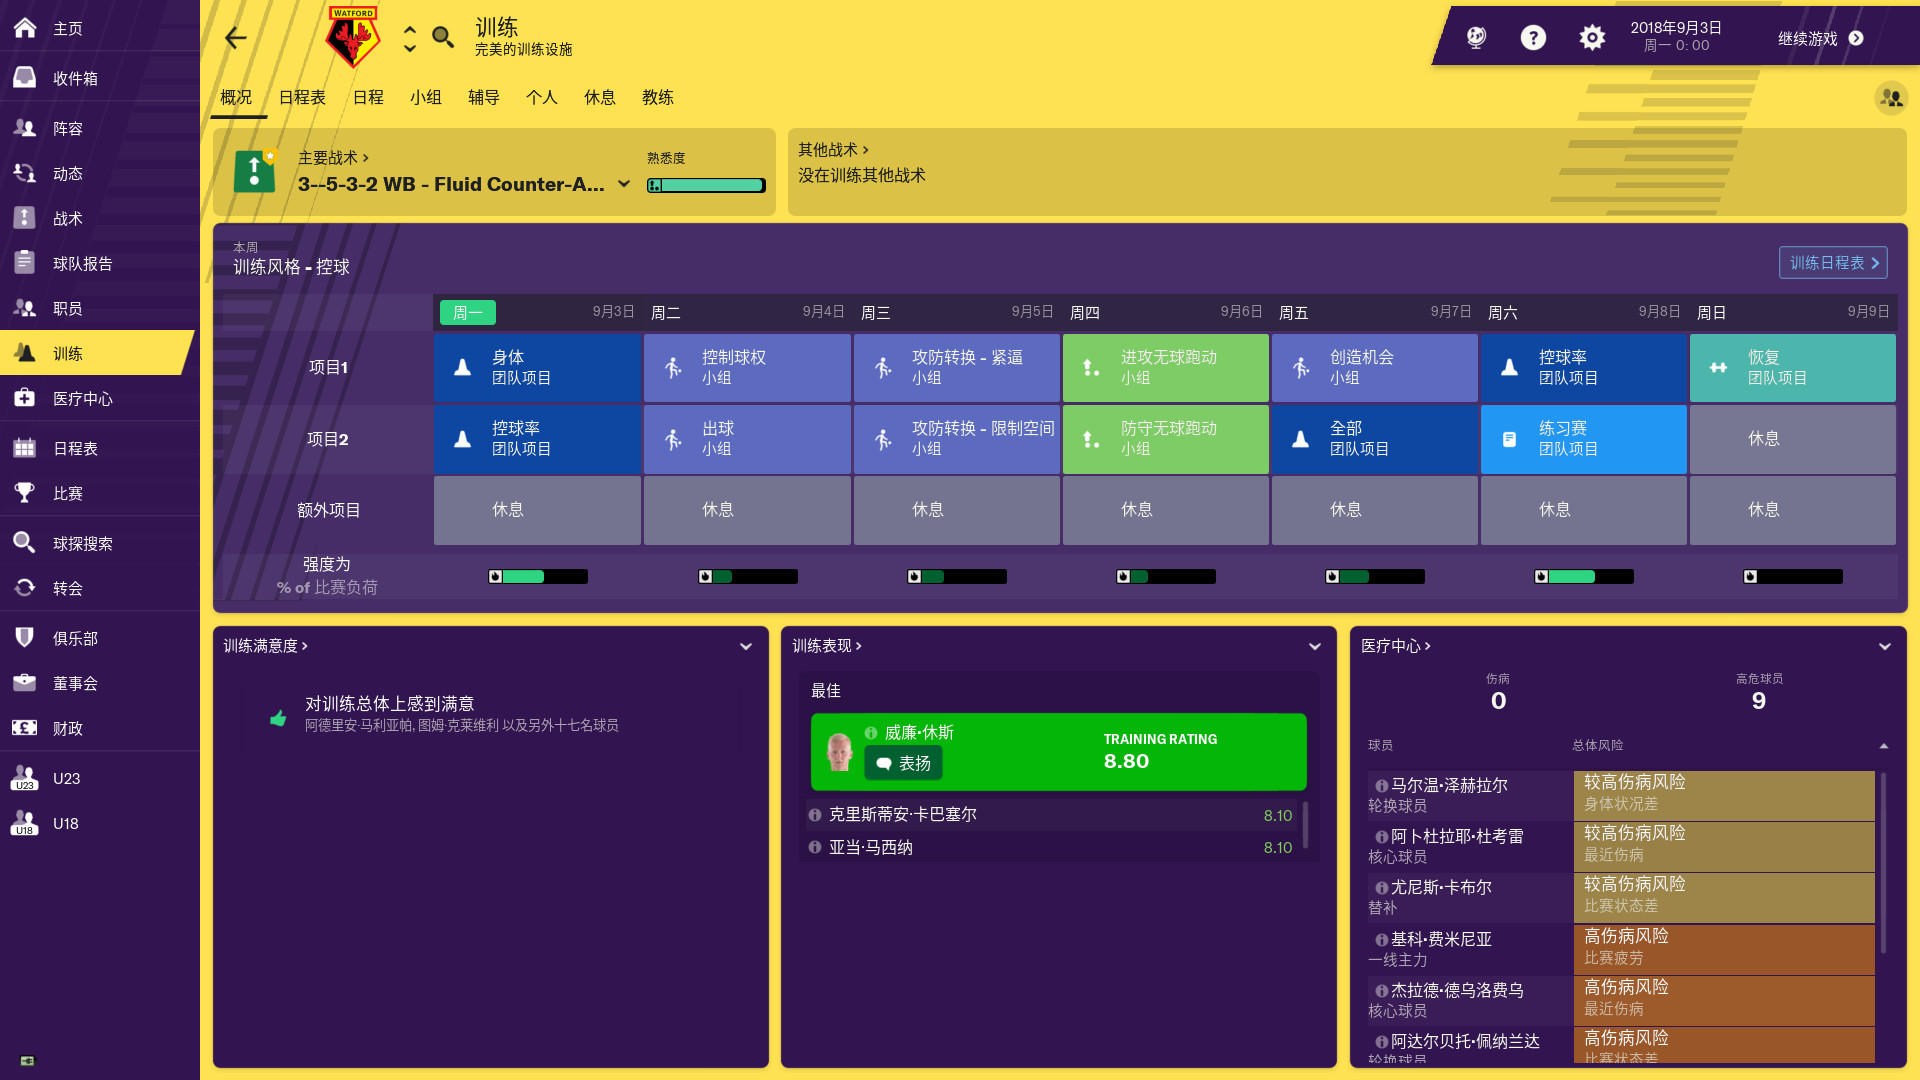 主页
收件箱
阵容
动态
战术
球队报告
职员
训练
医疗中心
日程表
比赛
球探搜索
转会
俱乐部
董事会
财政
U23
U23
U18
U18
WATFORD
训练
完美的训练设施
2018年9月3日
周一 0:00
继续游戏
概况 日程表 日程 小组 辅导 个人 休息 教练
主要战术
3--5-3-2 WB - Fluid Counter-A...
熟悉度
其他战术
没在训练其他战术
本周
训练风格 - 控球
训练日程表
周一 9月3日 周二 9月4日 周三 9月5日 周四 9月6日 周五 9月7日 周六 9月8日 周日 9月9日
项目1
身体
团队项目
控制球权
小组
攻防转换 - 紧逼
小组
进攻无球跑动
小组
创造机会
小组
控球率
团队项目
恢复
团队项目
项目2
控球率
团队项目
出球
小组
攻防转换 - 限制空间
小组
防守无球跑动
小组
全部
团队项目
练习赛
团队项目
休息
额外项目
休息 休息 休息 休息 休息 休息 休息
强度为
% of 比赛负荷
训练满意度
对训练总体上感到满意
阿德里安·马利亚帕, 图姆·克莱维利 以及另外十七名球员
训练表现
最佳
威廉·休斯
表扬
TRAINING RATING
8.80
克里斯蒂安·卡巴塞尔 8.10
亚当·马西纳 8.10
医疗中心
伤病
0
高危球员
9
球员 总体风险
马尔温·泽赫拉尔
轮换球员
较高伤病风险
身体状况差
阿卜杜拉耶·杜考雷
核心球员
较高伤病风险
最近伤病
尤尼斯·卡布尔
替补
较高伤病风险
比赛状态差
基科·费米尼亚
一线主力
高伤病风险
比赛疲劳
杰拉德·德乌洛费乌
核心球员
高伤病风险
最近伤病
阿达尔贝托·佩纳兰达
轮换球员
高伤病风险
比赛状态差